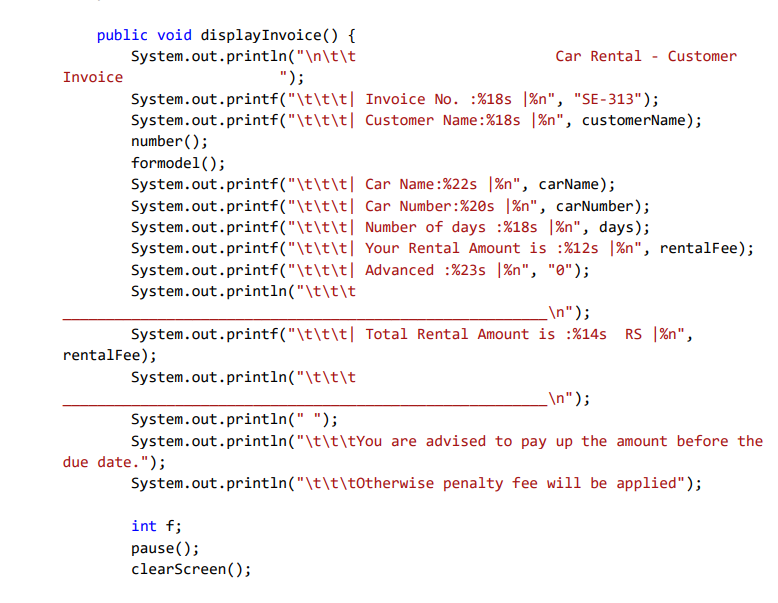 public void displayInvoice() {
System.out.println("\n\t\t                       Car Rental - Customer
Invoice                  ");
System.out.printf("\t\t\t| Invoice No. :%18s |%n", "SE-313");
System.out.printf("\t\t\t| Customer Name:%18s |%n", customerName);
number();
formodel();
System.out.printf("\t\t\t| Car Name:%22s |%n", carName);
System.out.printf("\t\t\t| Car Number:%20s |%n", carNumber);
System.out.printf("\t\t\t| Number of days :%18s |%n", days);
System.out.printf("\t\t\t| Your Rental Amount is :%12s |%n", rentalFee);
System.out.printf("\t\t\t| Advanced :%23s |%n", "0");
System.out.println("\t\t\t
________________________________________________________\n");
System.out.printf("\t\t\t| Total Rental Amount is :%14s  RS |%n",
rentalFee);
System.out.println("\t\t\t
________________________________________________________\n");
System.out.println(" ");
System.out.println("\t\t\tYou are advised to pay up the amount before the
due date.");
System.out.println("\t\t\tOtherwise penalty fee will be applied");
int f;
pause();
clearScreen();